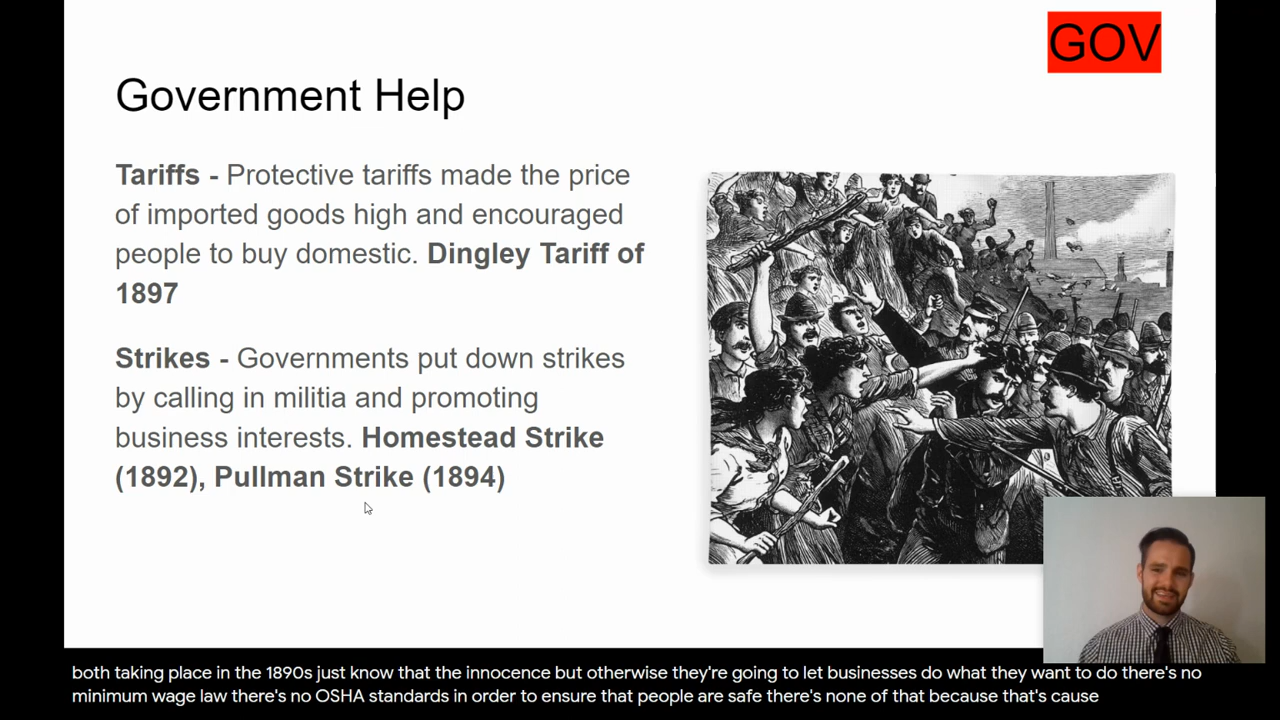 GOV
Government Help
Tariffs - Protective tariffs made the price
of imported goods high and encouraged
people to buy domestic. Dingley Tariff of
1897
Strikes - Governments put down strikes
by calling in militia and promoting
business interests. Homestead Strike
(1892), Pullman Strike (1894)
both taking place in the 1890s just know that the innocence but otherwise they're going to let businesses do what they want to do there's no
minimum wage law there's no OSHA standards in order to ensure that people are safe there's none of that because that's cause